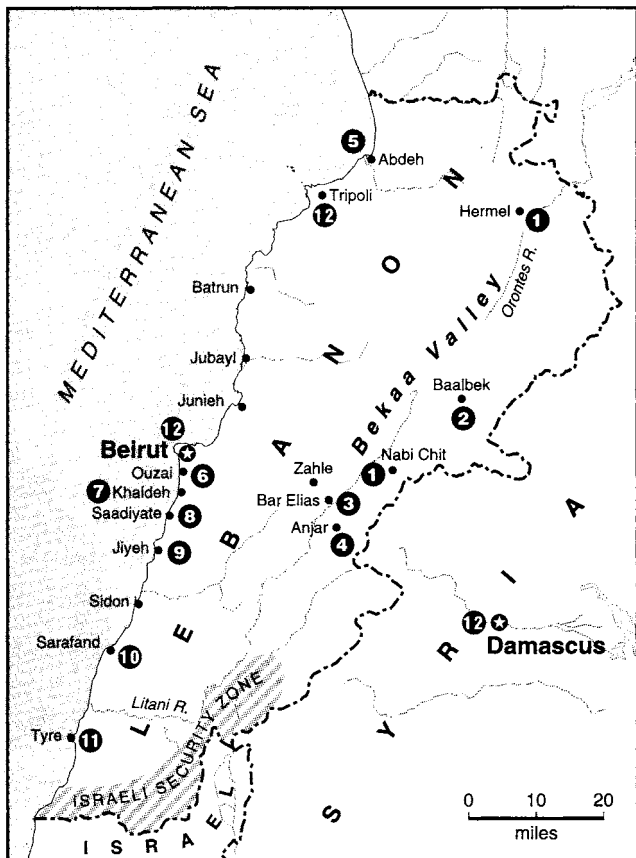 MEDITERRANEAN SEA
5
Abdeh
Tripoli
12
Hermel
1
Orontes R.
Batrun
Bekaa Valley
Jubayl
Baalbek
2
Junieh
12
Beirut
Nabi Chit
1
Ouzai
6
Zahle
7
Khaldeh
Bar Elias
3
Saadiyate
8
Anjar
4
Jiyeh
9
Sidon
12
Damascus
Sarafand
10
LEBANON
SYRIA
Litani R.
Tyre
11
ISRAELI SECURITY ZONE
ISRAEL
0 10 20
miles